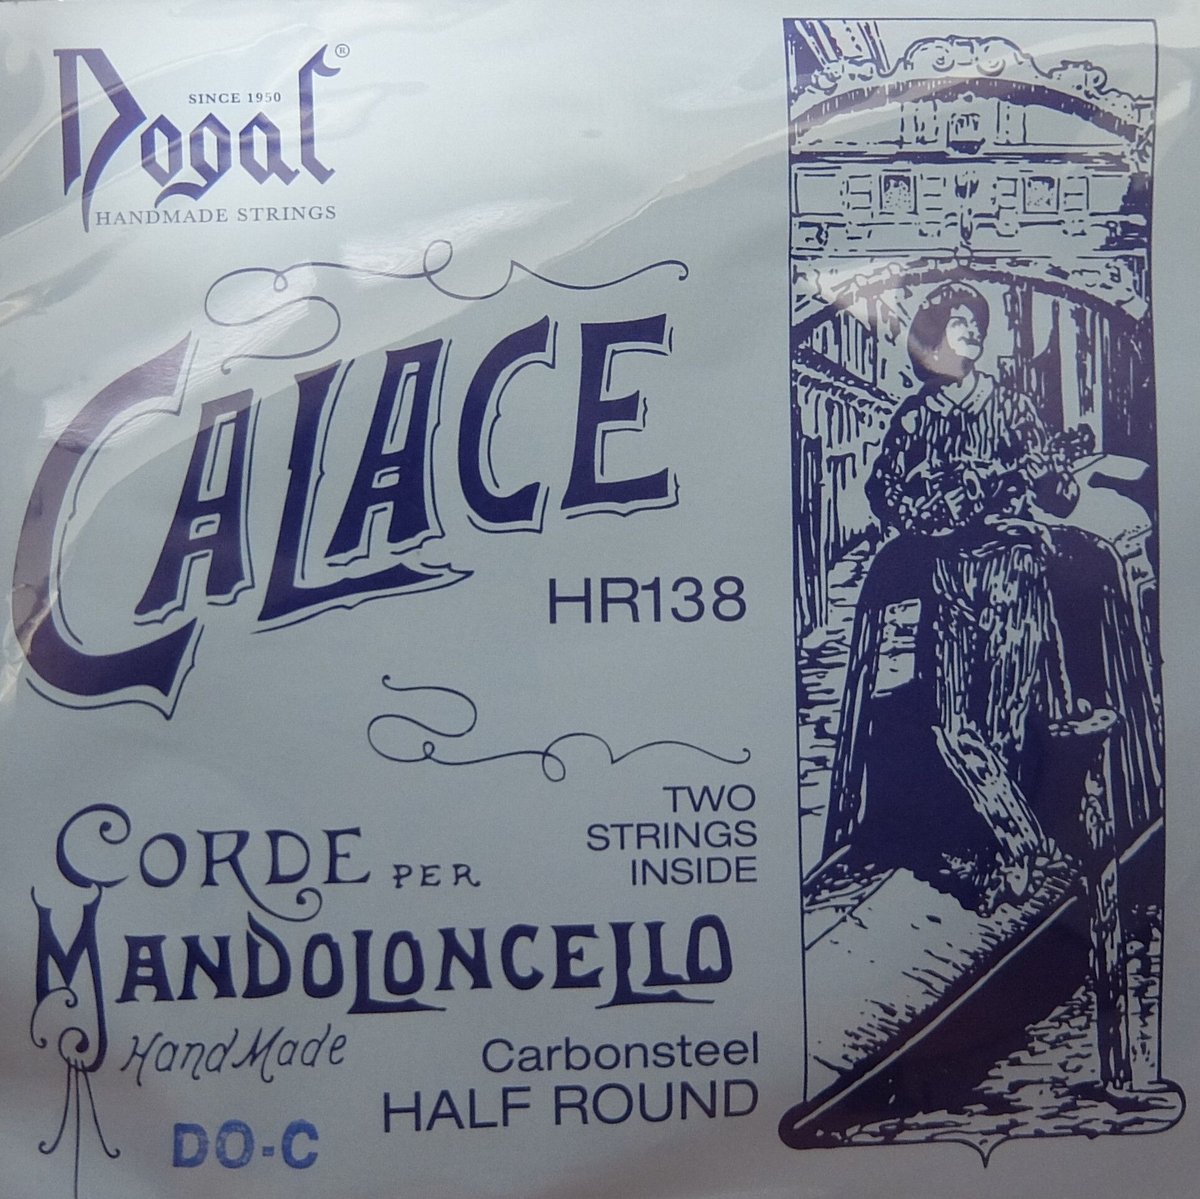 Dogal®
SINCE 1950
HANDMADE STRINGS
CALACE
HR138
TWO
STRINGS
INSIDE
CORDE PER
MANDOLONCELLO
HandMade
Carbonsteel
HALF ROUND
DO-C